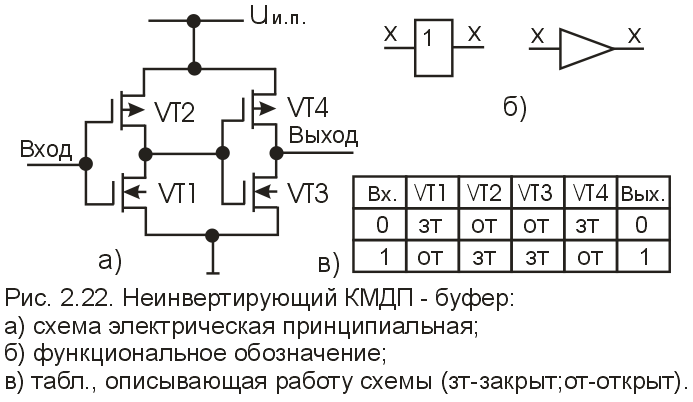 Uи.п.
X 1 X X X
VT2 VT4 б)
Вход Выход
VT1 VT3
Вх. VT1 VT2 VT3 VT4 Вых.
0 зт от от зт 0
1 от зт зт от 1
а) в)
Рис. 2.22. Неинвертирующий КМДП - буфер:
а) схема электрическая принципиальная;
б) функциональное обозначение;
в) табл., описывающая работу схемы (зт-закрыт;от-открыт).